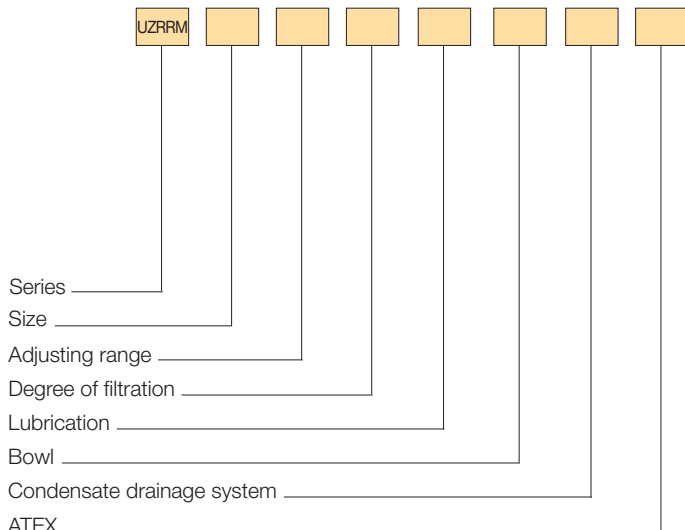 UZRRM
Series
Size
Adjusting range
Degree of filtration
Lubrication
Bowl
Condensate drainage system
ATEX